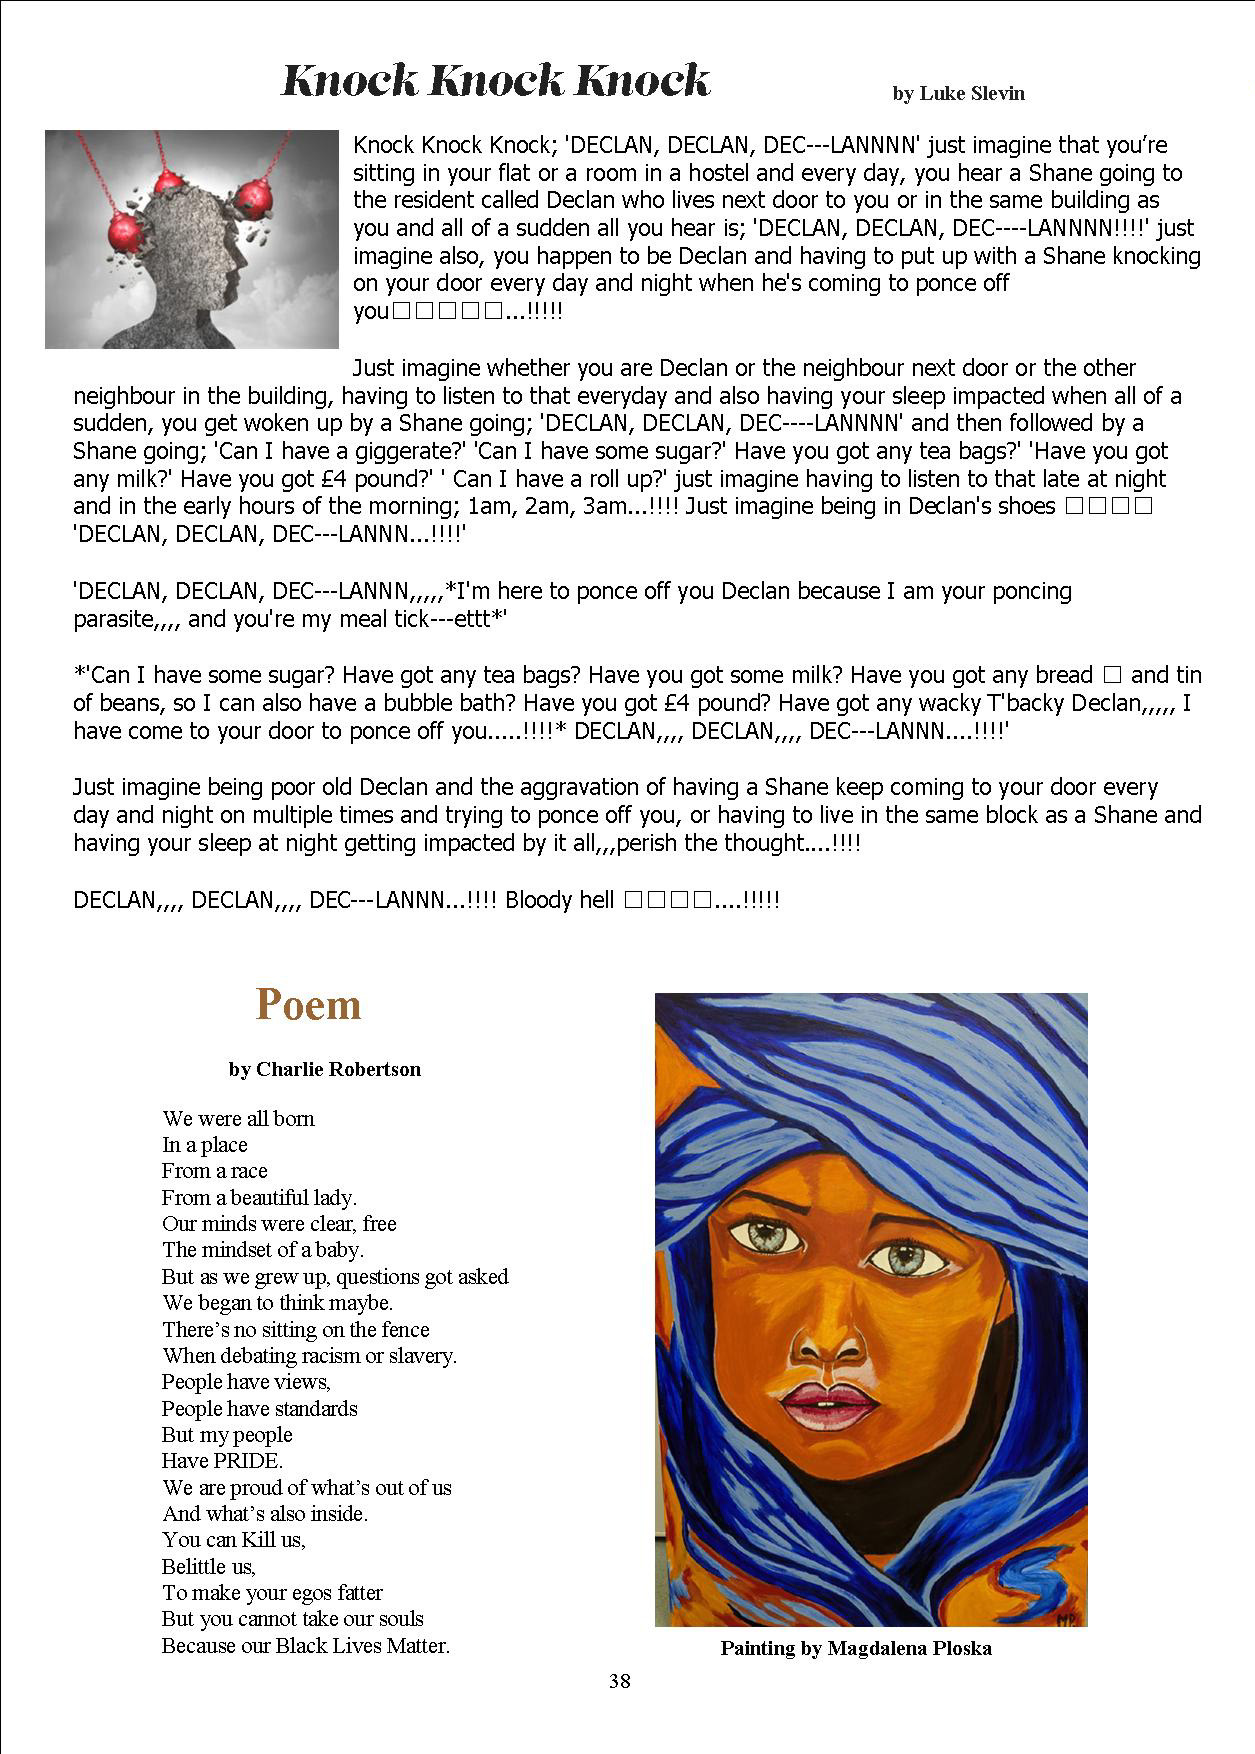 Knock Knock Knock
by Luke Slevin
Knock Knock Knock; 'DECLAN, DECLAN, DEC---LANNNN' just imagine that you’re
sitting in your flat or a room in a hostel and every day, you hear a Shane going to
the resident called Declan who lives next door to you or in the same building as
you and all of a sudden all you hear is; 'DECLAN, DECLAN, DEC----LANNNN!!!!' just
imagine also, you happen to be Declan and having to put up with a Shane knocking
on your door every day and night when he's coming to ponce off
you□□□□□...!!!!!
Just imagine whether you are Declan or the neighbour next door or the other
neighbour in the building, having to listen to that everyday and also having your sleep impacted when all of a
sudden, you get woken up by a Shane going; 'DECLAN, DECLAN, DEC----LANNNN' and then followed by a
Shane going; 'Can I have a giggerate?' 'Can I have some sugar?' Have you got any tea bags?' 'Have you got
any milk?' Have you got £4 pound?' ' Can I have a roll up?' just imagine having to listen to that late at night
and in the early hours of the morning; 1am, 2am, 3am...!!!! Just imagine being in Declan's shoes □□□□
'DECLAN, DECLAN, DEC---LANNN...!!!!'
'DECLAN, DECLAN, DEC---LANNN,,,,,*I'm here to ponce off you Declan because I am your poncing
parasite,,,, and you're my meal tick---ettt*'
*'Can I have some sugar? Have got any tea bags? Have you got some milk? Have you got any bread □ and tin
of beans, so I can also have a bubble bath? Have you got £4 pound? Have got any wacky T'backy Declan,,,,, I
have come to your door to ponce off you.....!!!!* DECLAN,,,, DECLAN,,,, DEC---LANNN....!!!!'
Just imagine being poor old Declan and the aggravation of having a Shane keep coming to your door every
day and night on multiple times and trying to ponce off you, or having to live in the same block as a Shane and
having your sleep at night getting impacted by it all,,,perish the thought....!!!!
DECLAN,,,, DECLAN,,,, DEC---LANNN...!!!! Bloody hell □□□□....!!!!!
Poem
by Charlie Robertson
We were all born
In a place
From a race
From a beautiful lady.
Our minds were clear, free
The mindset of a baby.
But as we grew up, questions got asked
We began to think maybe.
There’s no sitting on the fence
When debating racism or slavery.
People have views,
People have standards
But my people
Have PRIDE.
We are proud of what’s out of us
And what’s also inside.
You can Kill us,
Belittle us,
To make your egos fatter
But you cannot take our souls
Because our Black Lives Matter.
MP.
Painting by Magdalena Ploska
38